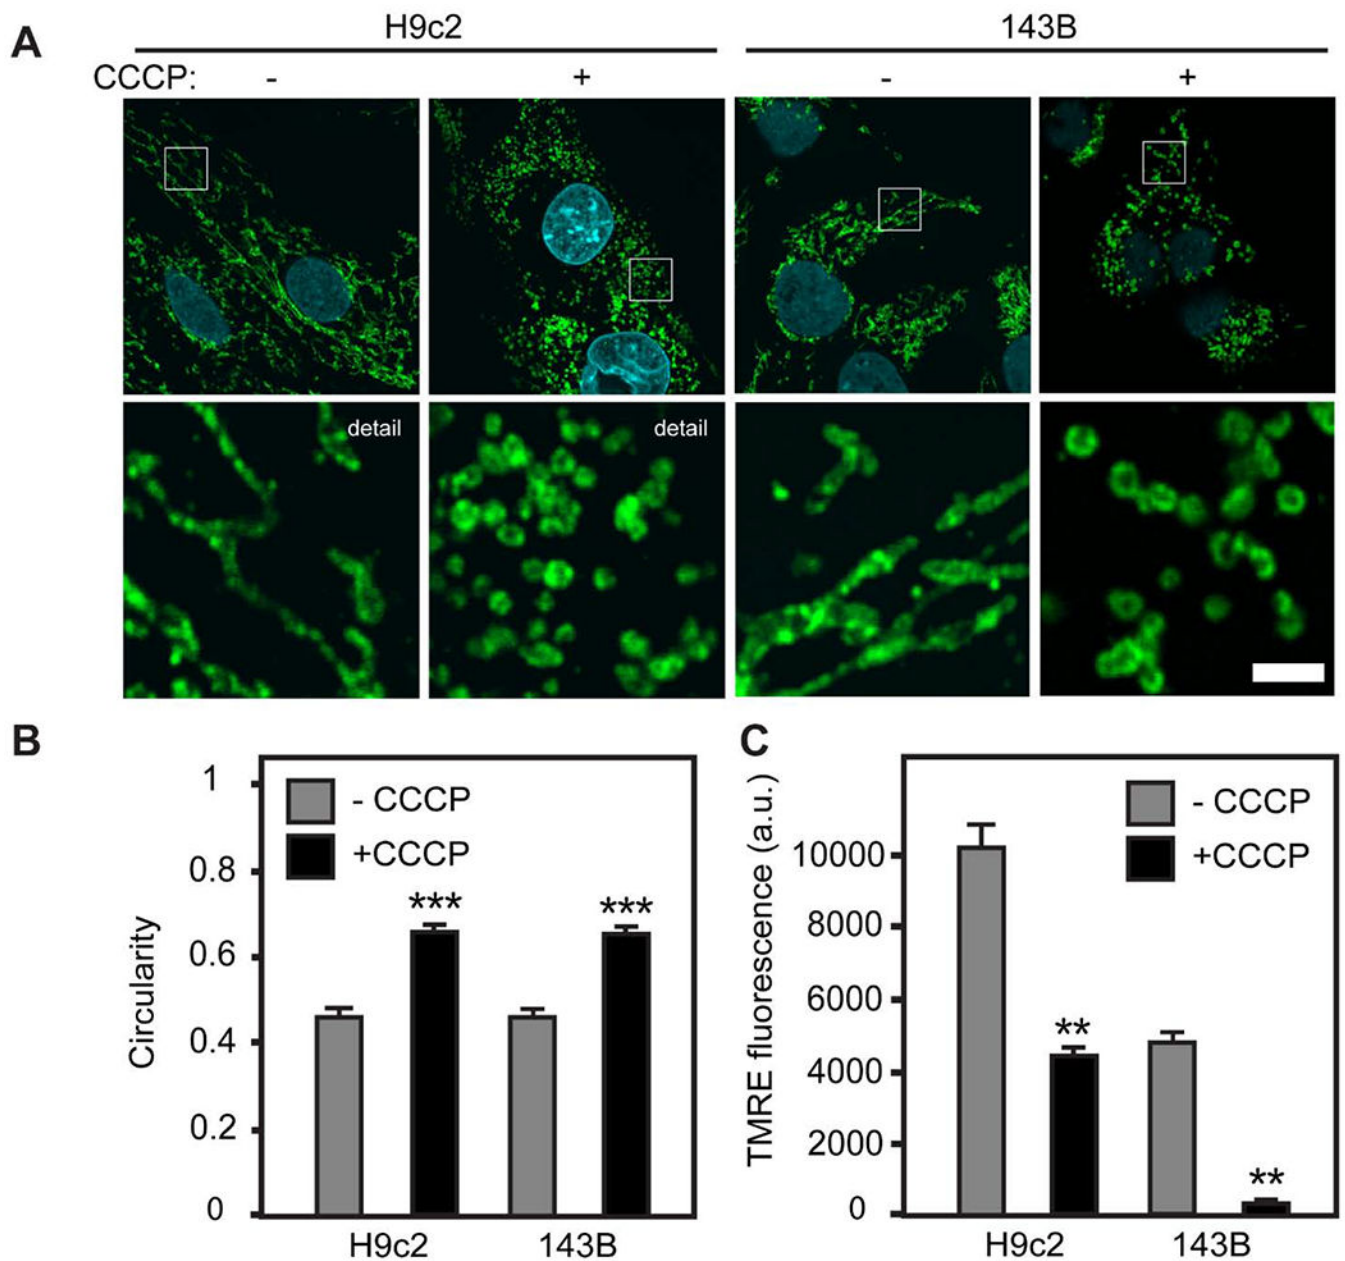 A
H9c2
143B
CCCP: - + - +
detail
detail
B
1
0.8
0.6
0.4
0.2
0
Circularity
- CCCP
+CCCP
***
***
H9c2
143B
C
TMRE fluorescence (a.u.)
10000
8000
6000
4000
2000
0
- CCCP
+CCCP
**
**
H9c2
143B